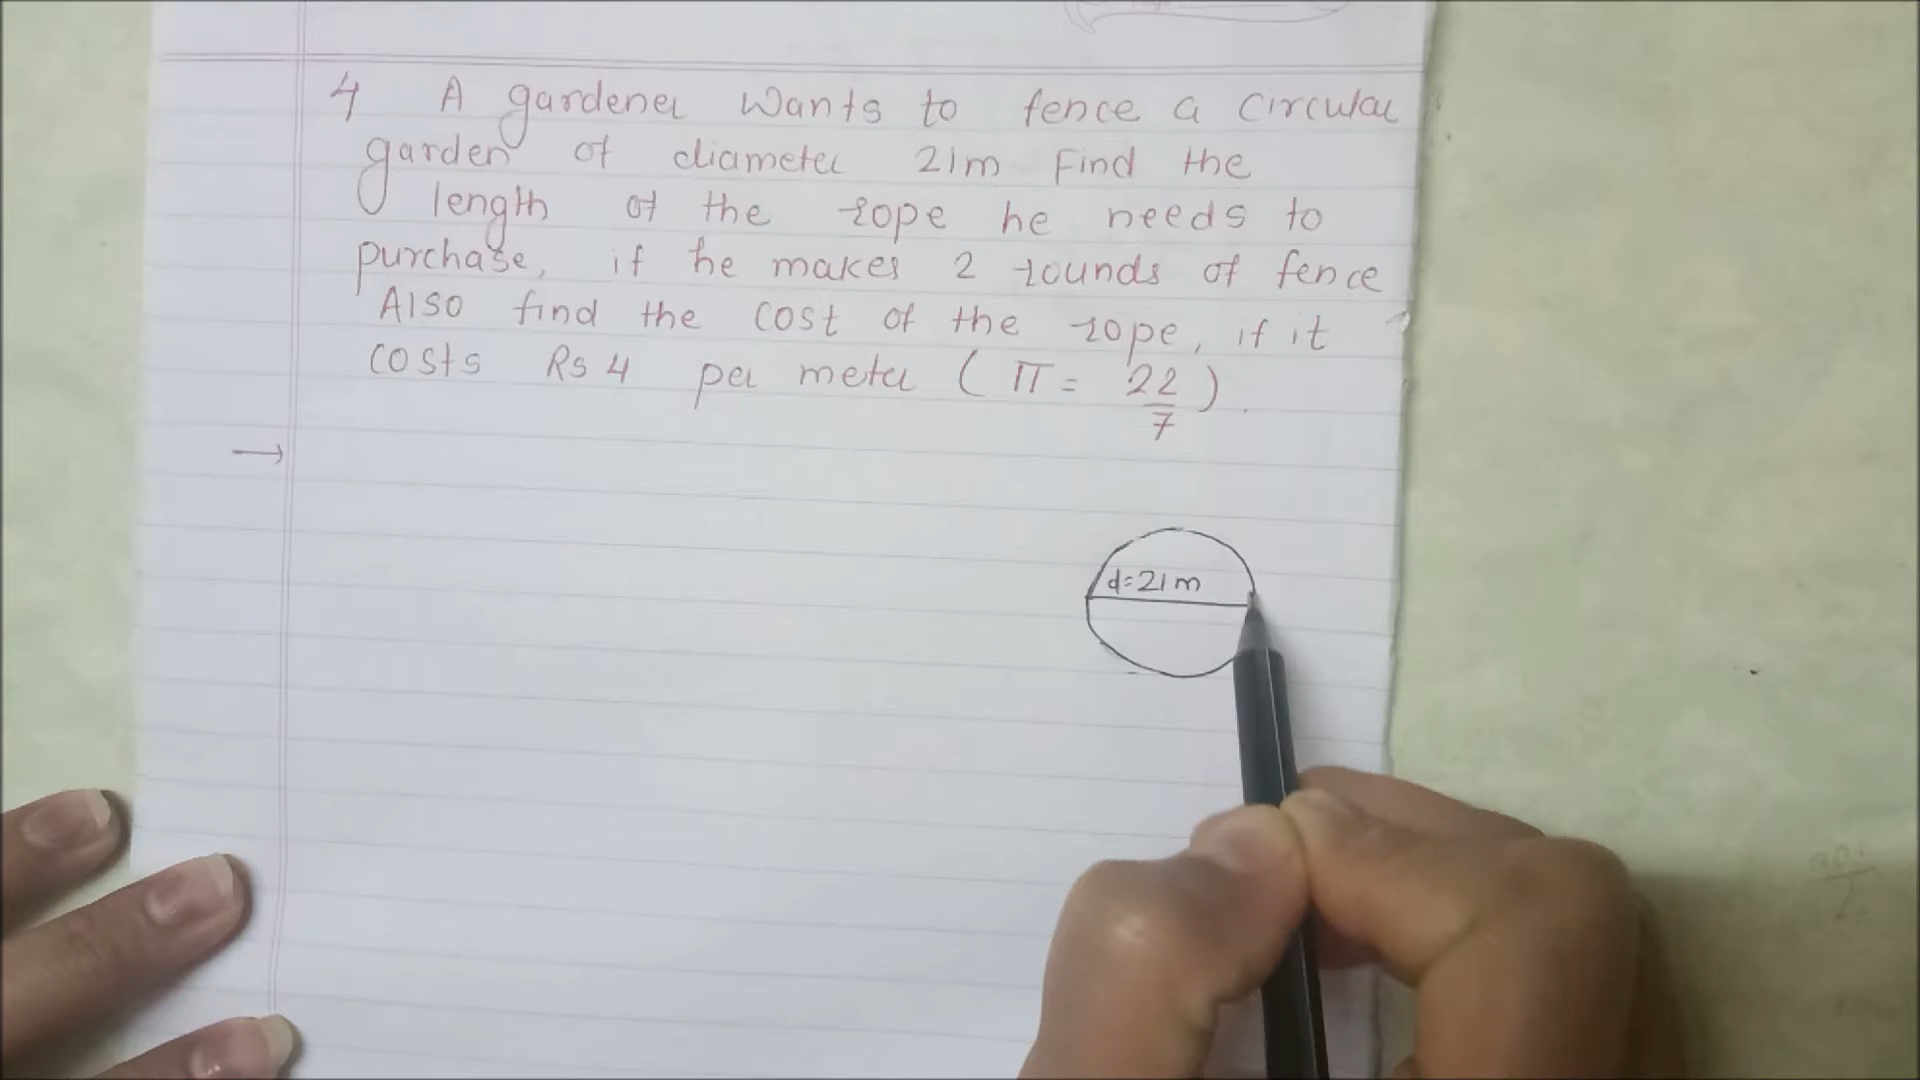 4 A gardener wants to fence a circular
garden of diameter 21m Find the
length of the rope he needs to
purchase, if he makes 2 rounds of fence
Also find the cost of the rope, if it
costs Rs 4 per meter ( π = 22/7 ).
→
d=21m